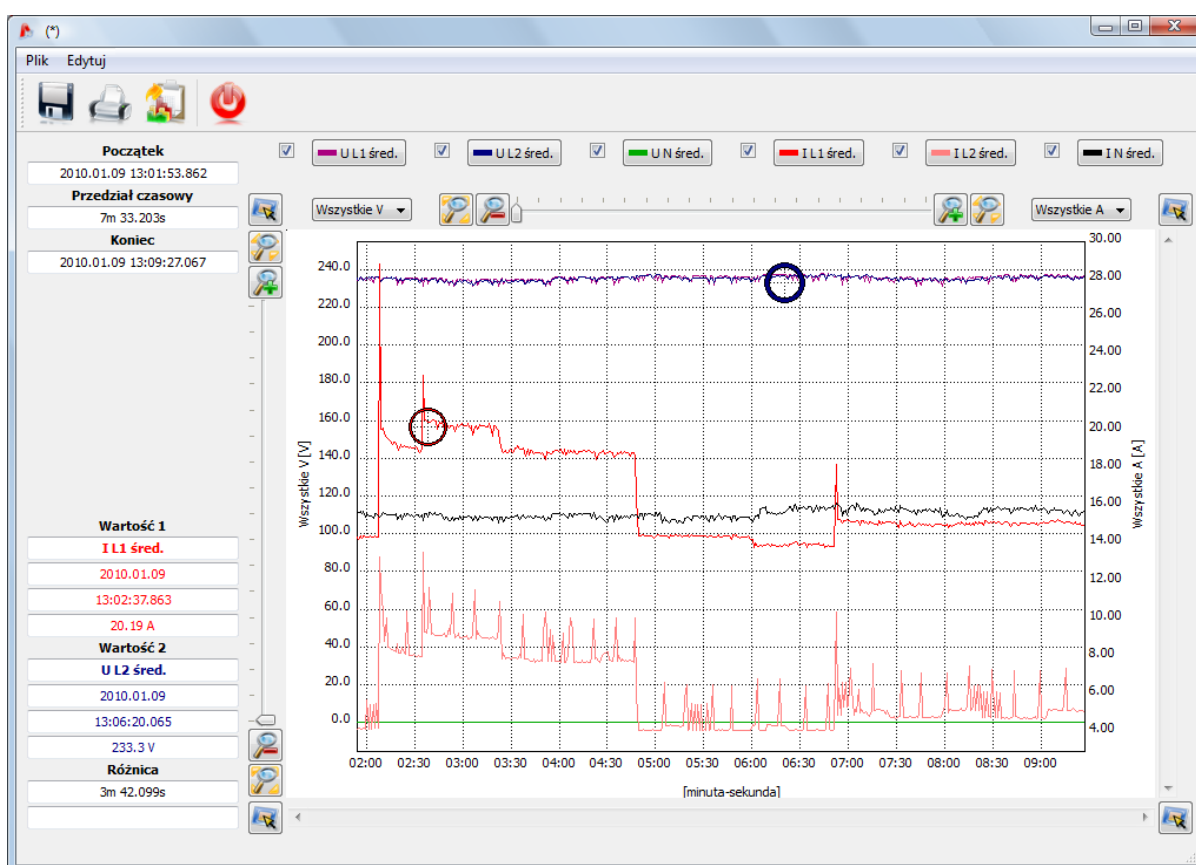 (*)
Plik Edytuj
Początek
2010.01.09 13:01:53.862
Przedział czasowy
7m 33.203s
Koniec
2010.01.09 13:09:27.067
U L1 śred. U L2 śred. U N śred. I L1 śred. I L2 śred. I N śred.
Wszystkie V
Wszystkie A
240.0
220.0
200.0
180.0
160.0
140.0
120.0
100.0
80.0
60.0
40.0
20.0
0.0
Wszystkie V [V]
30.00
28.00
26.00
24.00
22.00
20.00
18.00
16.00
14.00
12.00
10.00
8.00
6.00
4.00
Wszystkie A [A]
02:00 02:30 03:00 03:30 04:00 04:30 05:00 05:30 06:00 06:30 07:00 07:30 08:00 08:30 09:00
[minuta-sekunda]
Wartość 1
I L1 śred.
2010.01.09
13:02:37.863
20.19 A
Wartość 2
U L2 śred.
2010.01.09
13:06:20.065
233.3 V
Różnica
3m 42.099s